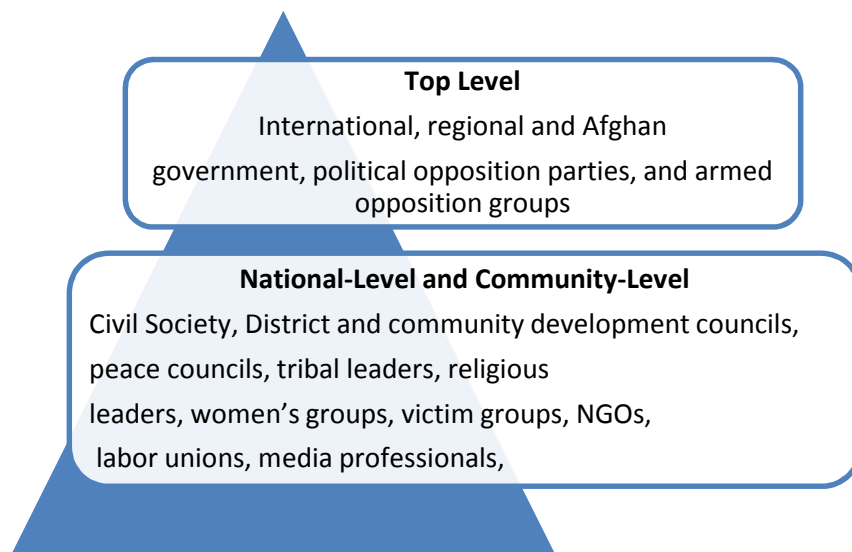 Top Level
International, regional and Afghan
government, political opposition parties, and armed
opposition groups
National-Level and Community-Level
Civil Society, District and community development councils,
peace councils, tribal leaders, religious
leaders, women’s groups, victim groups, NGOs,
labor unions, media professionals,